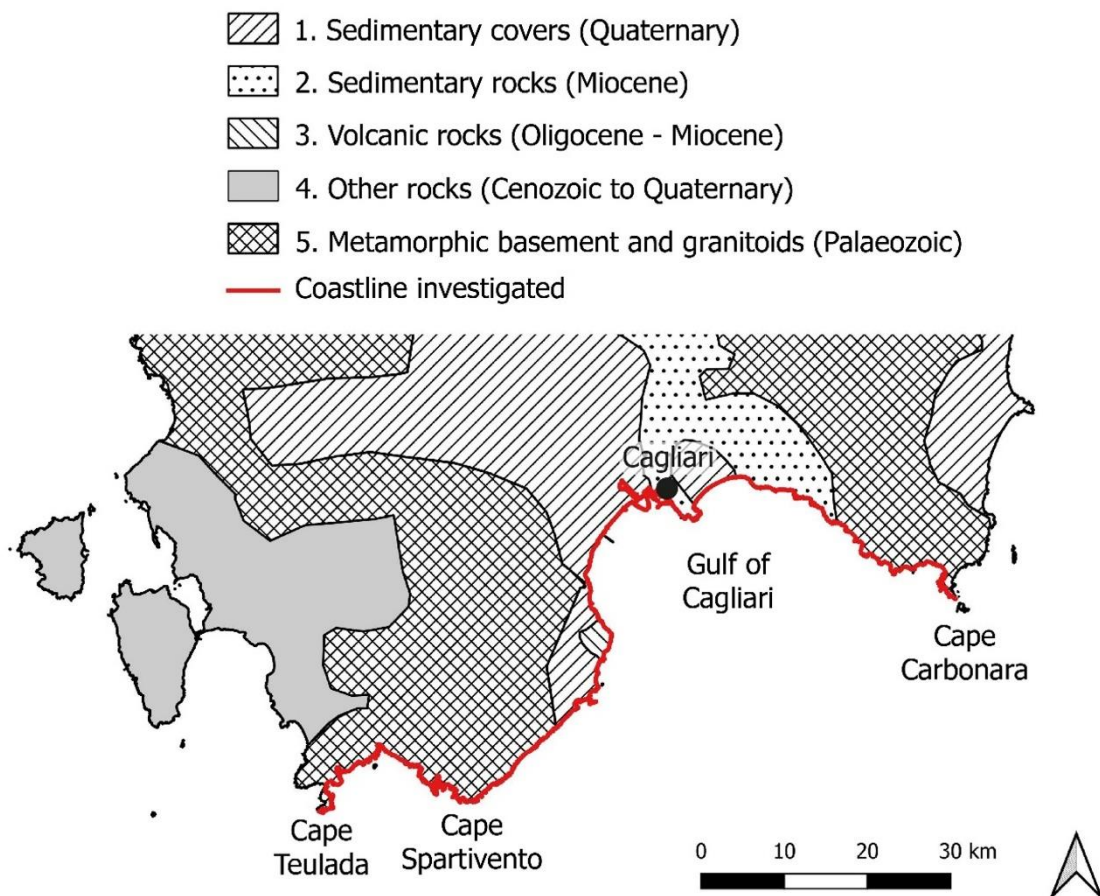 1. Sedimentary covers (Quaternary)
2. Sedimentary rocks (Miocene)
3. Volcanic rocks (Oligocene - Miocene)
4. Other rocks (Cenozoic to Quaternary)
5. Metamorphic basement and granitoids (Palaeozoic)
Coastline investigated
Cagliari
Gulf of
Cagliari
Cape
Carbonara
Cape
Teulada
Cape
Spartivento
0 10 20 30 km